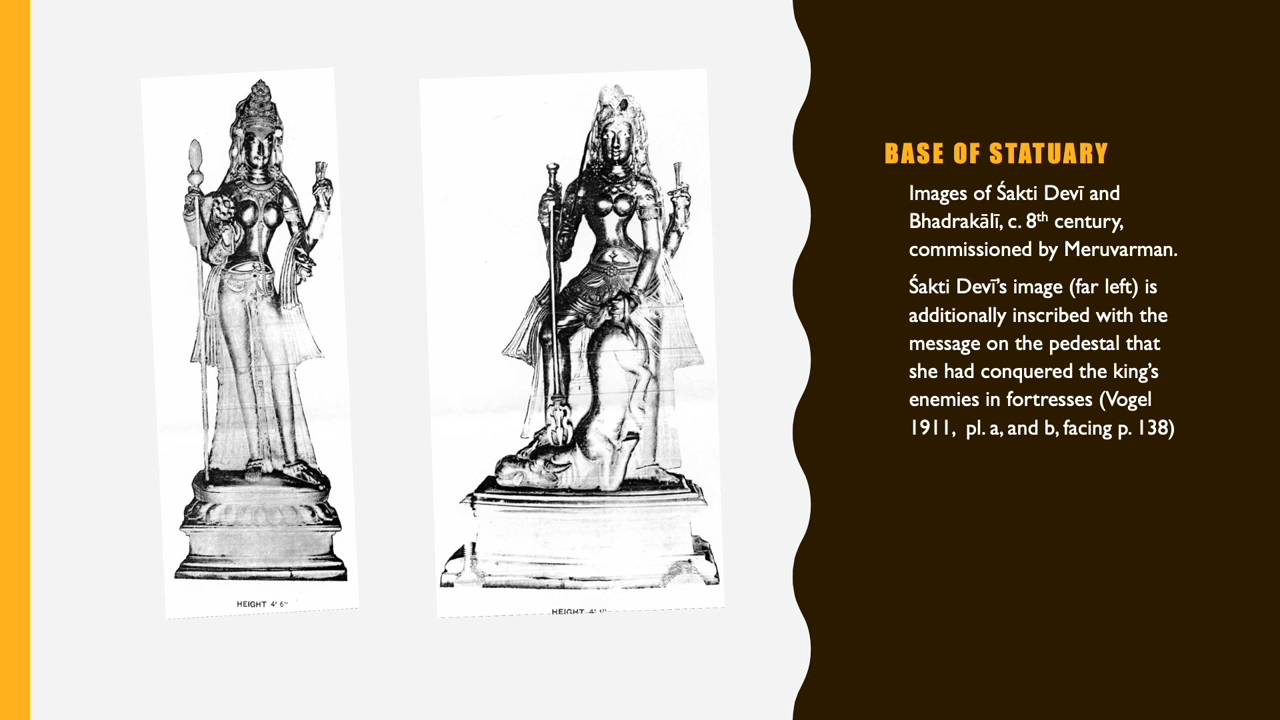 BASE OF STATUARY
Images of Śakti Devī and
Bhadrakālī, c. 8th century,
commissioned by Meruvarman.
Śakti Devī’s image (far left) is
additionally inscribed with the
message on the pedestal that
she had conquered the king’s
enemies in fortresses (Vogel
1911,  pl. a, and b, facing p. 138)
HEIGHT 4' 6"
HEIGHT